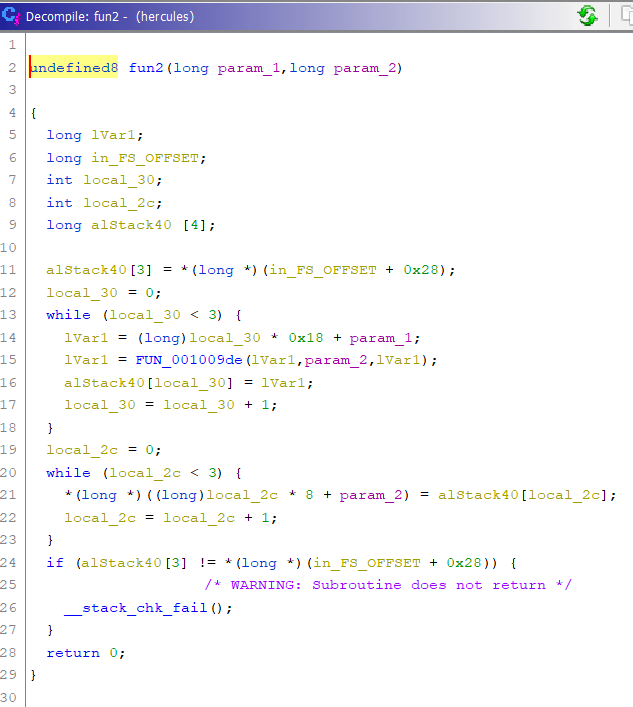 Decompile: fun2 - (hercules)
1
2 undefined8 fun2(long param_1,long param_2)
3
4 {
5 long lVar1;
6 long in_FS_OFFSET;
7 int local_30;
8 int local_2c;
9 long alStack40 [4];
10
11 alStack40[3] = *(long *)(in_FS_OFFSET + 0x28);
12 local_30 = 0;
13 while (local_30 < 3) {
14 lVar1 = (long)local_30 * 0x18 + param_1;
15 lVar1 = FUN_001009de(lVar1,param_2,lVar1);
16 alStack40[local_30] = lVar1;
17 local_30 = local_30 + 1;
18 }
19 local_2c = 0;
20 while (local_2c < 3) {
21 *(long *)((long)local_2c * 8 + param_2) = alStack40[local_2c];
22 local_2c = local_2c + 1;
23 }
24 if (alStack40[3] != *(long *)(in_FS_OFFSET + 0x28)) {
25 /* WARNING: Subroutine does not return */
26 __stack_chk_fail();
27 }
28 return 0;
29 }
30